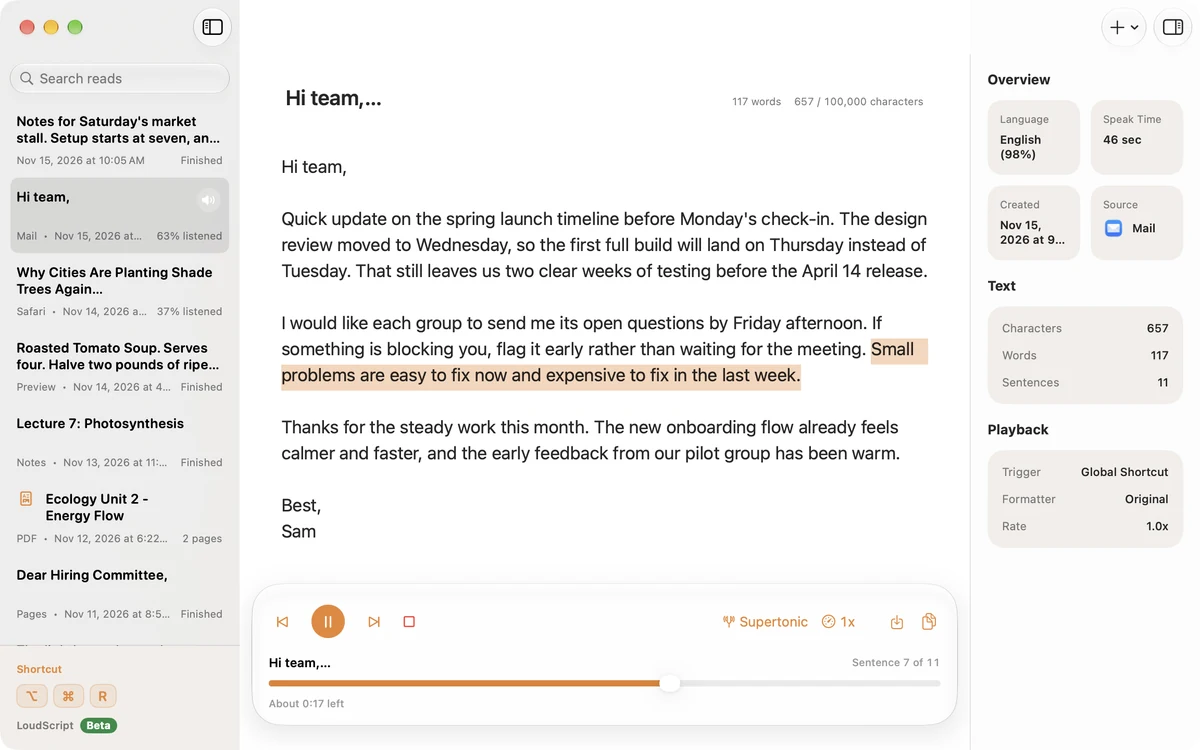 Search reads
Notes for Saturday's market
stall. Setup starts at seven, an...
Nov 15, 2026 at 10:05 AM Finished
Hi team,
Mail • Nov 15, 2026 at... 63% listened
Why Cities Are Planting Shade
Trees Again...
Safari • Nov 14, 2026 a... 37% listened
Roasted Tomato Soup. Serves
four. Halve two pounds of ripe...
Preview • Nov 14, 2026 at 4... Finished
Lecture 7: Photosynthesis
Notes • Nov 13, 2026 at 11:... Finished
Ecology Unit 2 -
Energy Flow
PDF • Nov 12, 2026 at 6:22... 2 pages
Dear Hiring Committee,
Pages • Nov 11, 2026 at 8:5... Finished
Shortcut
⌥ ⌘ R
LoudScript Beta
Hi team,...
117 words 657 / 100,000 characters
Hi team,
Quick update on the spring launch timeline before Monday's check-in. The design
review moved to Wednesday, so the first full build will land on Thursday instead of
Tuesday. That still leaves us two clear weeks of testing before the April 14 release.
I would like each group to send me its open questions by Friday afternoon. If
something is blocking you, flag it early rather than waiting for the meeting. Small
problems are easy to fix now and expensive to fix in the last week.
Thanks for the steady work this month. The new onboarding flow already feels
calmer and faster, and the early feedback from our pilot group has been warm.
Best,
Sam
Supertonic 1x
Hi team,... Sentence 7 of 11
About 0:17 left
Overview
Language
English
(98%)
Speak Time
46 sec
Created
Nov 15,
2026 at 9...
Source
Mail
Text
Characters 657
Words 117
Sentences 11
Playback
Trigger Global Shortcut
Formatter Original
Rate 1.0x